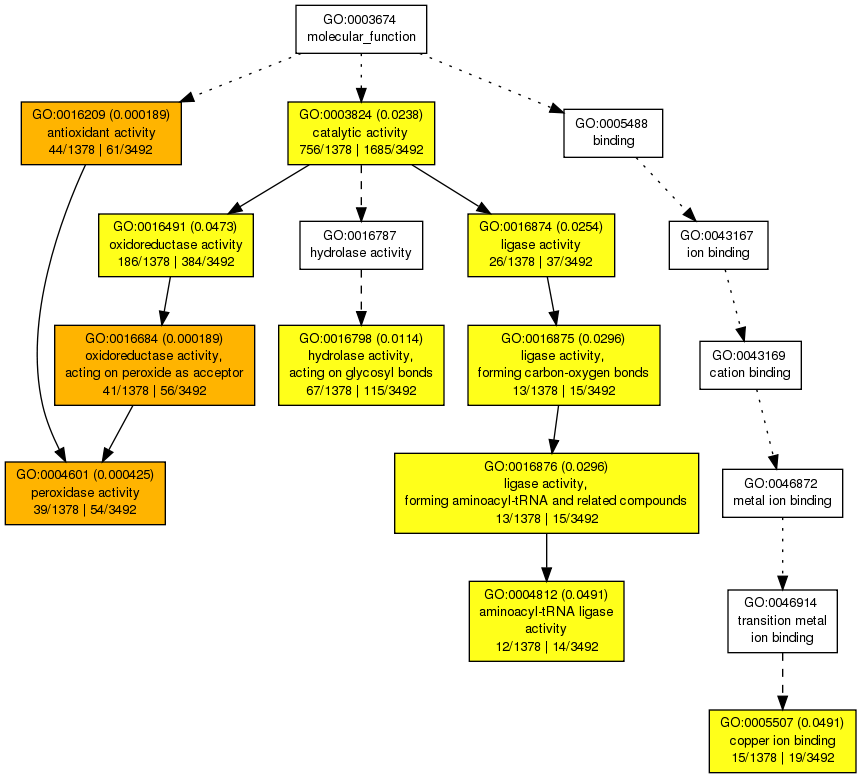 GO:0003674
molecular_function
GO:0016209 (0.000189)
antioxidant activity
44/1378 | 61/3492
GO:0003824 (0.0238)
catalytic activity
756/1378 | 1685/3492
GO:0005488
binding
GO:0016491 (0.0473)
oxidoreductase activity
186/1378 | 384/3492
GO:0016787
hydrolase activity
GO:0016874 (0.0254)
ligase activity
26/1378 | 37/3492
GO:0043167
ion binding
GO:0016684 (0.000189)
oxidoreductase activity,
acting on peroxide as acceptor
41/1378 | 56/3492
GO:0016798 (0.0114)
hydrolase activity,
acting on glycosyl bonds
67/1378 | 115/3492
GO:0016875 (0.0296)
ligase activity,
forming carbon-oxygen bonds
13/1378 | 15/3492
GO:0043169
cation binding
GO:0004601 (0.000425)
peroxidase activity
39/1378 | 54/3492
GO:0016876 (0.0296)
ligase activity,
forming aminoacyl-tRNA and related compounds
13/1378 | 15/3492
GO:0046872
metal ion binding
GO:0004812 (0.0491)
aminoacyl-tRNA ligase
activity
12/1378 | 14/3492
GO:0046914
transition metal
ion binding
GO:0005507 (0.0491)
copper ion binding
15/1378 | 19/3492